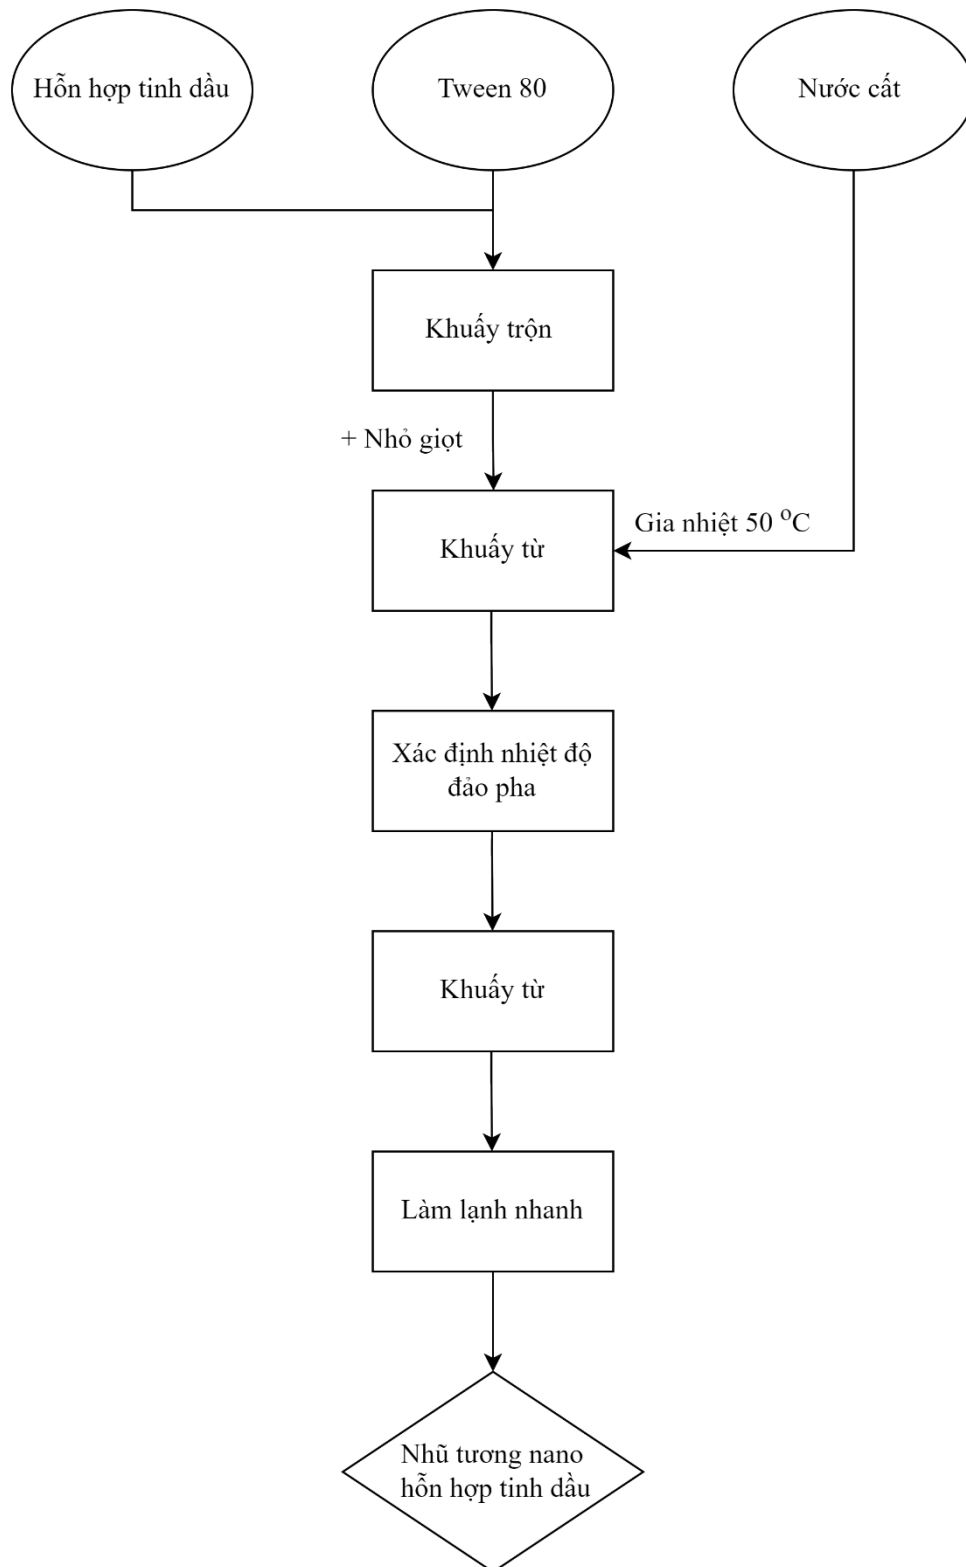 Hỗn hợp tinh dầu
Tween 80
Nước cất
Khuấy trộn
+ Nhỏ giọt
Gia nhiệt 50 °C
Khuấy từ
Xác định nhiệt độ
đảo pha
Khuấy từ
Làm lạnh nhanh
Nhũ tương nano
hỗn hợp tinh dầu